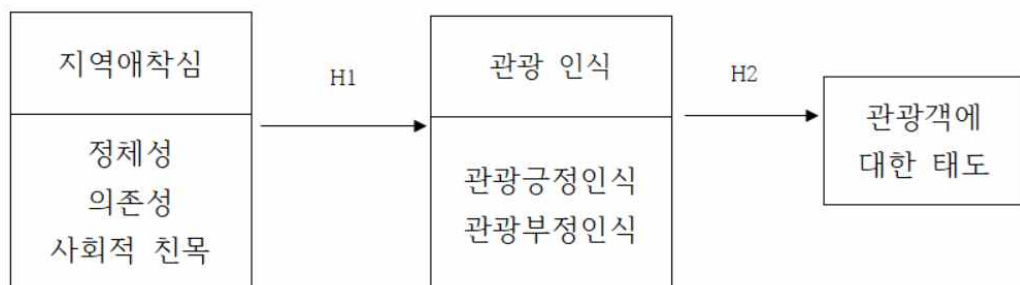 지역애착심
정체성
의존성
사회적 친목
H1
관광 인식
관광긍정인식
관광부정인식
H2
관광객에
대한 태도